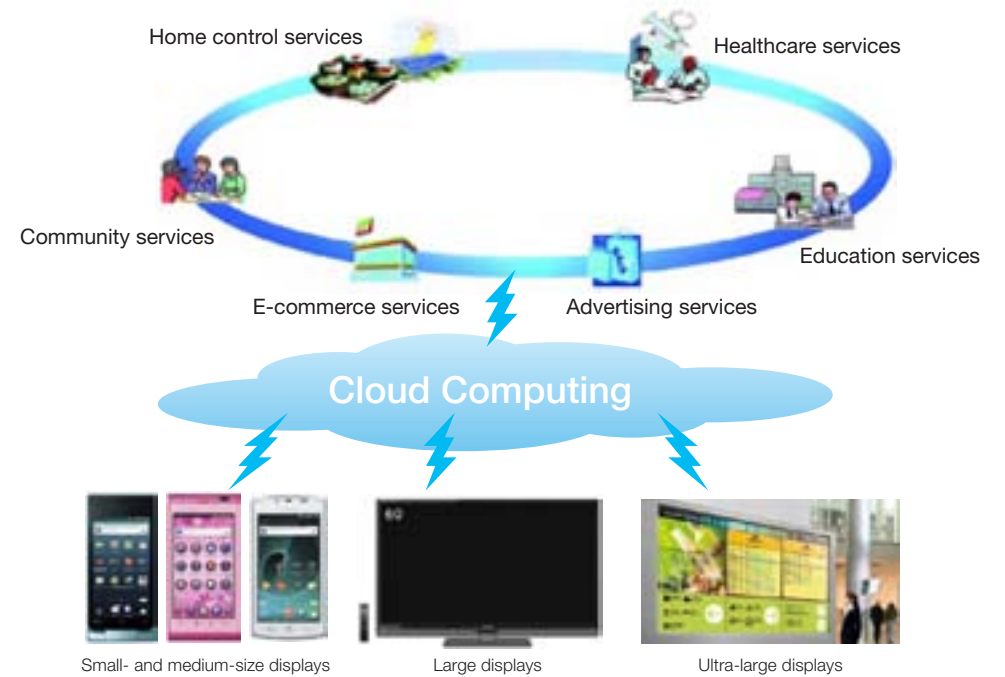 Home control services
Healthcare services
Community services
Education services
E-commerce services
Advertising services
Cloud Computing
60
Small- and medium-size displays
Large displays
Ultra-large displays